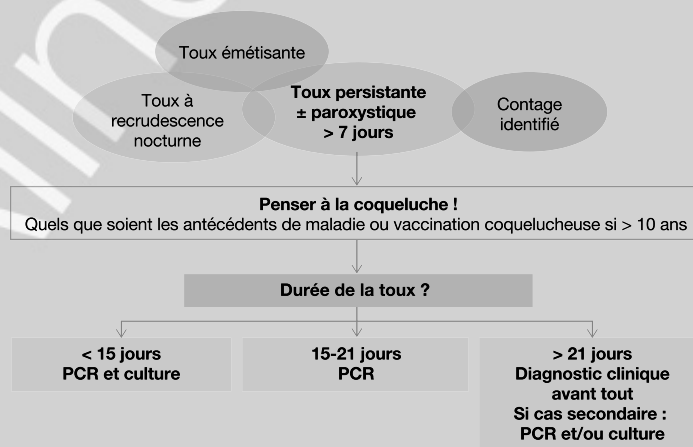 Toux émétisante
Toux à
recrudescence
nocturne
Toux persistante
± paroxystique
> 7 jours
Contage
identifié
Penser à la coqueluche !
Quels que soient les antécédents de maladie ou vaccination coquelucheuse si > 10 ans
Durée de la toux ?
< 15 jours
PCR et culture
15-21 jours
PCR
> 21 jours
Diagnostic clinique
avant tout
Si cas secondaire :
PCR et/ou culture